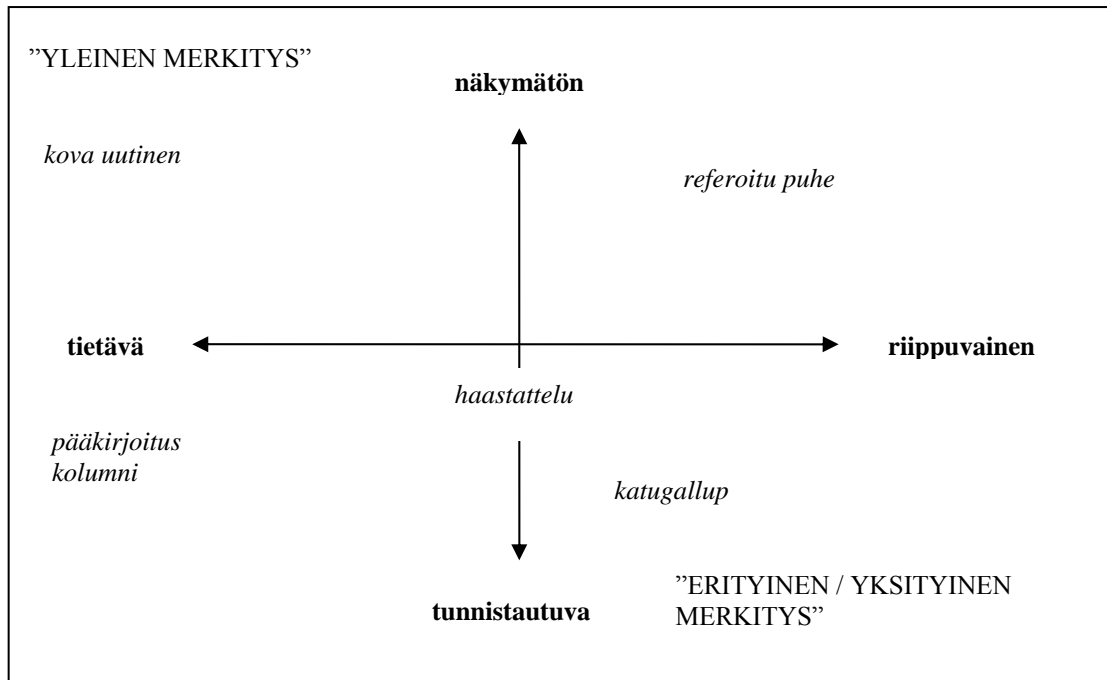 ”YLEINEN MERKITYS”
näkymätön
kova uutinen
referoitu puhe
tietävä
riippuvainen
haastattelu
pääkirjoitus
kolumni
katugallup
”ERITYINEN / YKSITYINEN
MERKITYS”
tunnistautuva